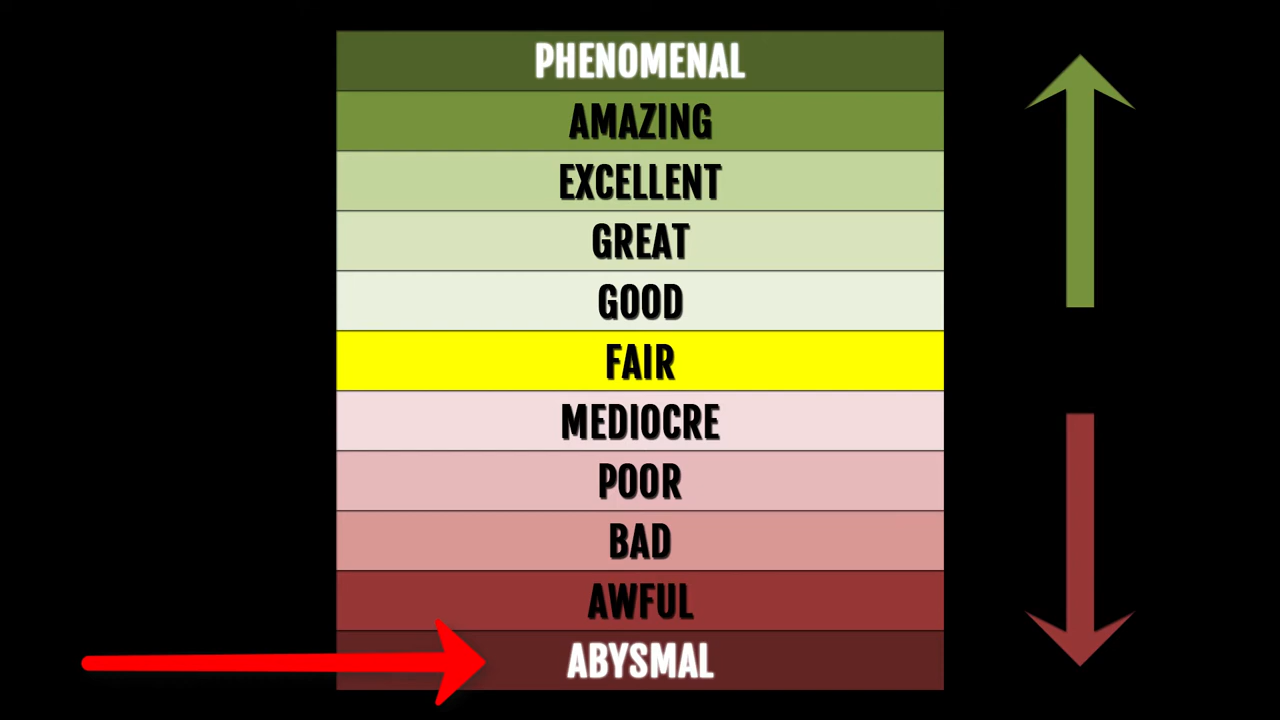 PHENOMENAL
AMAZING
EXCELLENT
GREAT
GOOD
FAIR
MEDIOCRE
POOR
BAD
AWFUL
ABYSMAL